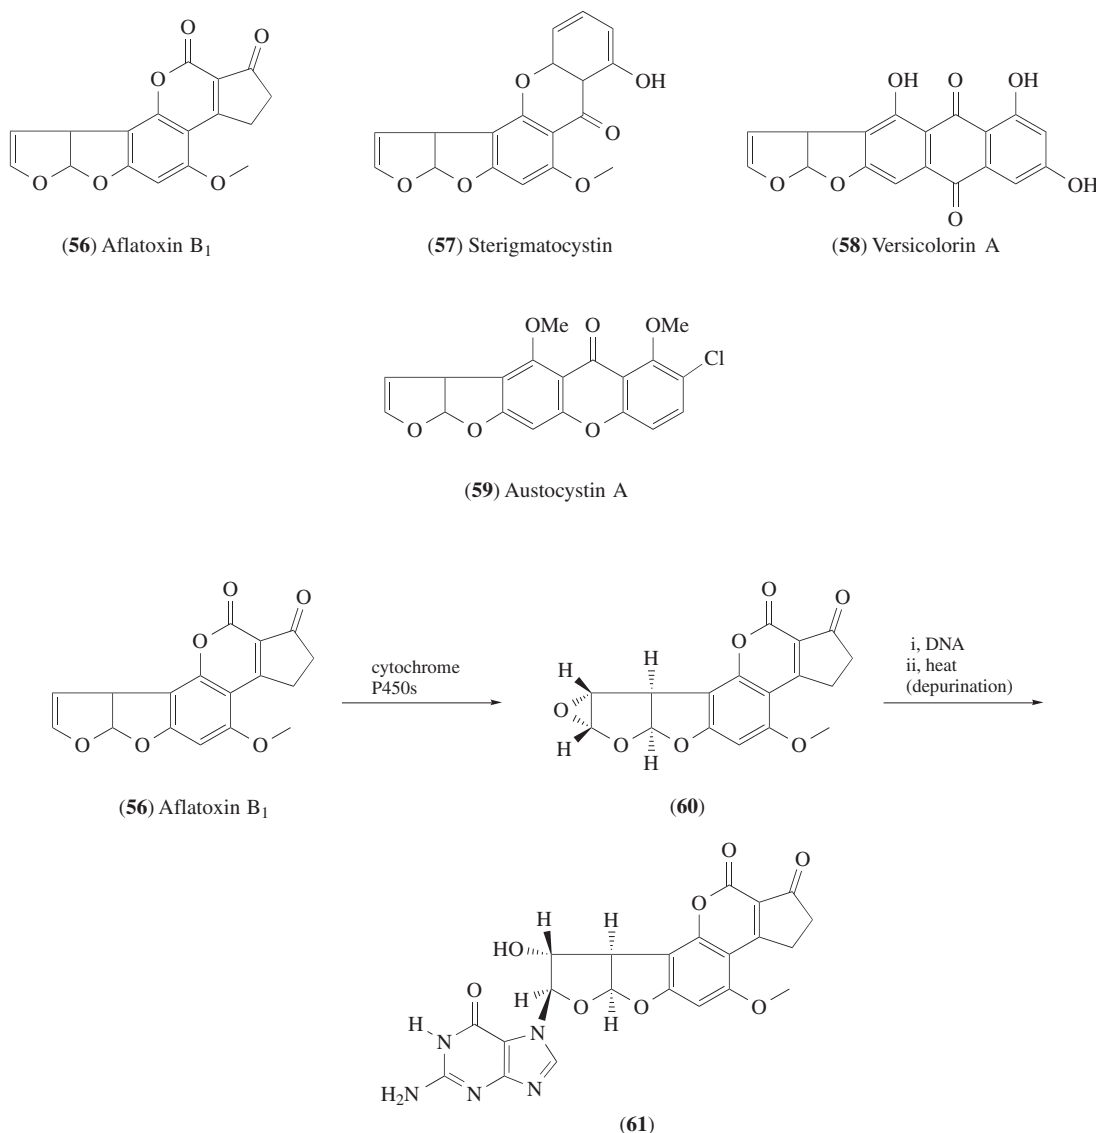 O
O
O
O
O
O
(56) Aflatoxin B1
O
OH
O
O
O
O
(57) Sterigmatocystin
OH
O
OH
O
O
O
OH
(58) Versicolorin A
OMe
O
OMe
Cl
O
O
O
(59) Austocystin A
O
O
O
O
O
O
(56) Aflatoxin B1
cytochrome
P450s
O
O
O
H
H
O
H
O
O
H
O
(60)
i, DNA
ii, heat
(depurination)
O
O
O
H
H
HO
H
O
O
H
O
O
H
N
N
H2N
N
N
(61)